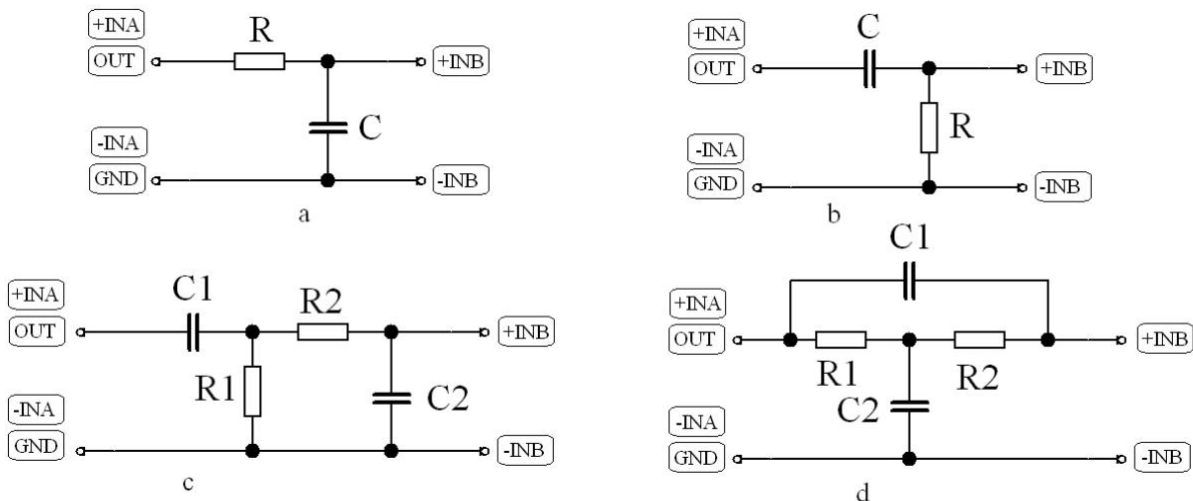 +INA
OUT
R
+INB
C
-INA
GND
-INB
a
+INA
OUT
C
+INB
R
-INA
GND
-INB
b
+INA
OUT
C1
R2
+INB
R1
C2
-INA
GND
-INB
c
C1
+INA
OUT
R1
R2
+INB
C2
-INA
GND
-INB
d